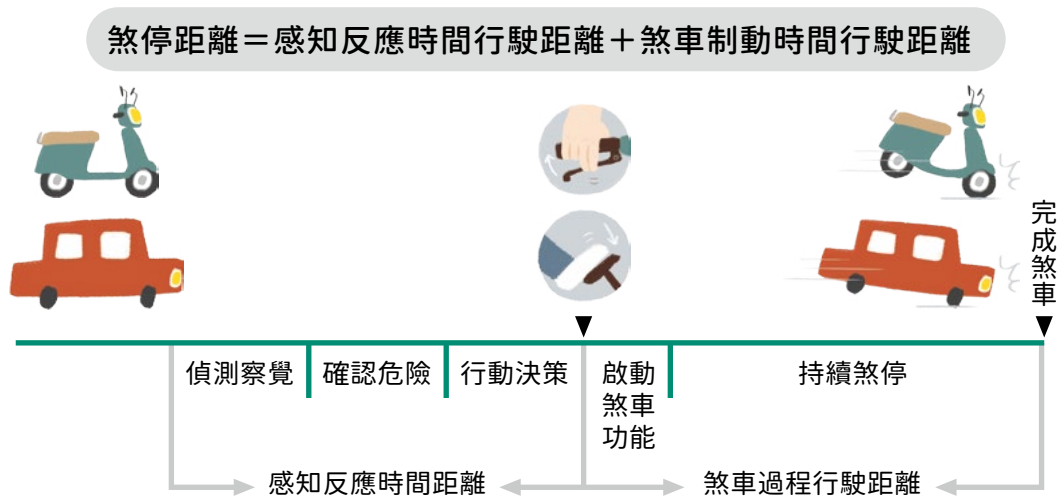 煞停距離＝感知反應時間行駛距離＋煞車制動時間行駛距離
完成煞車
偵測察覺
確認危險
行動決策
啟動
煞車
功能
持續煞停
感知反應時間距離
煞車過程行駛距離